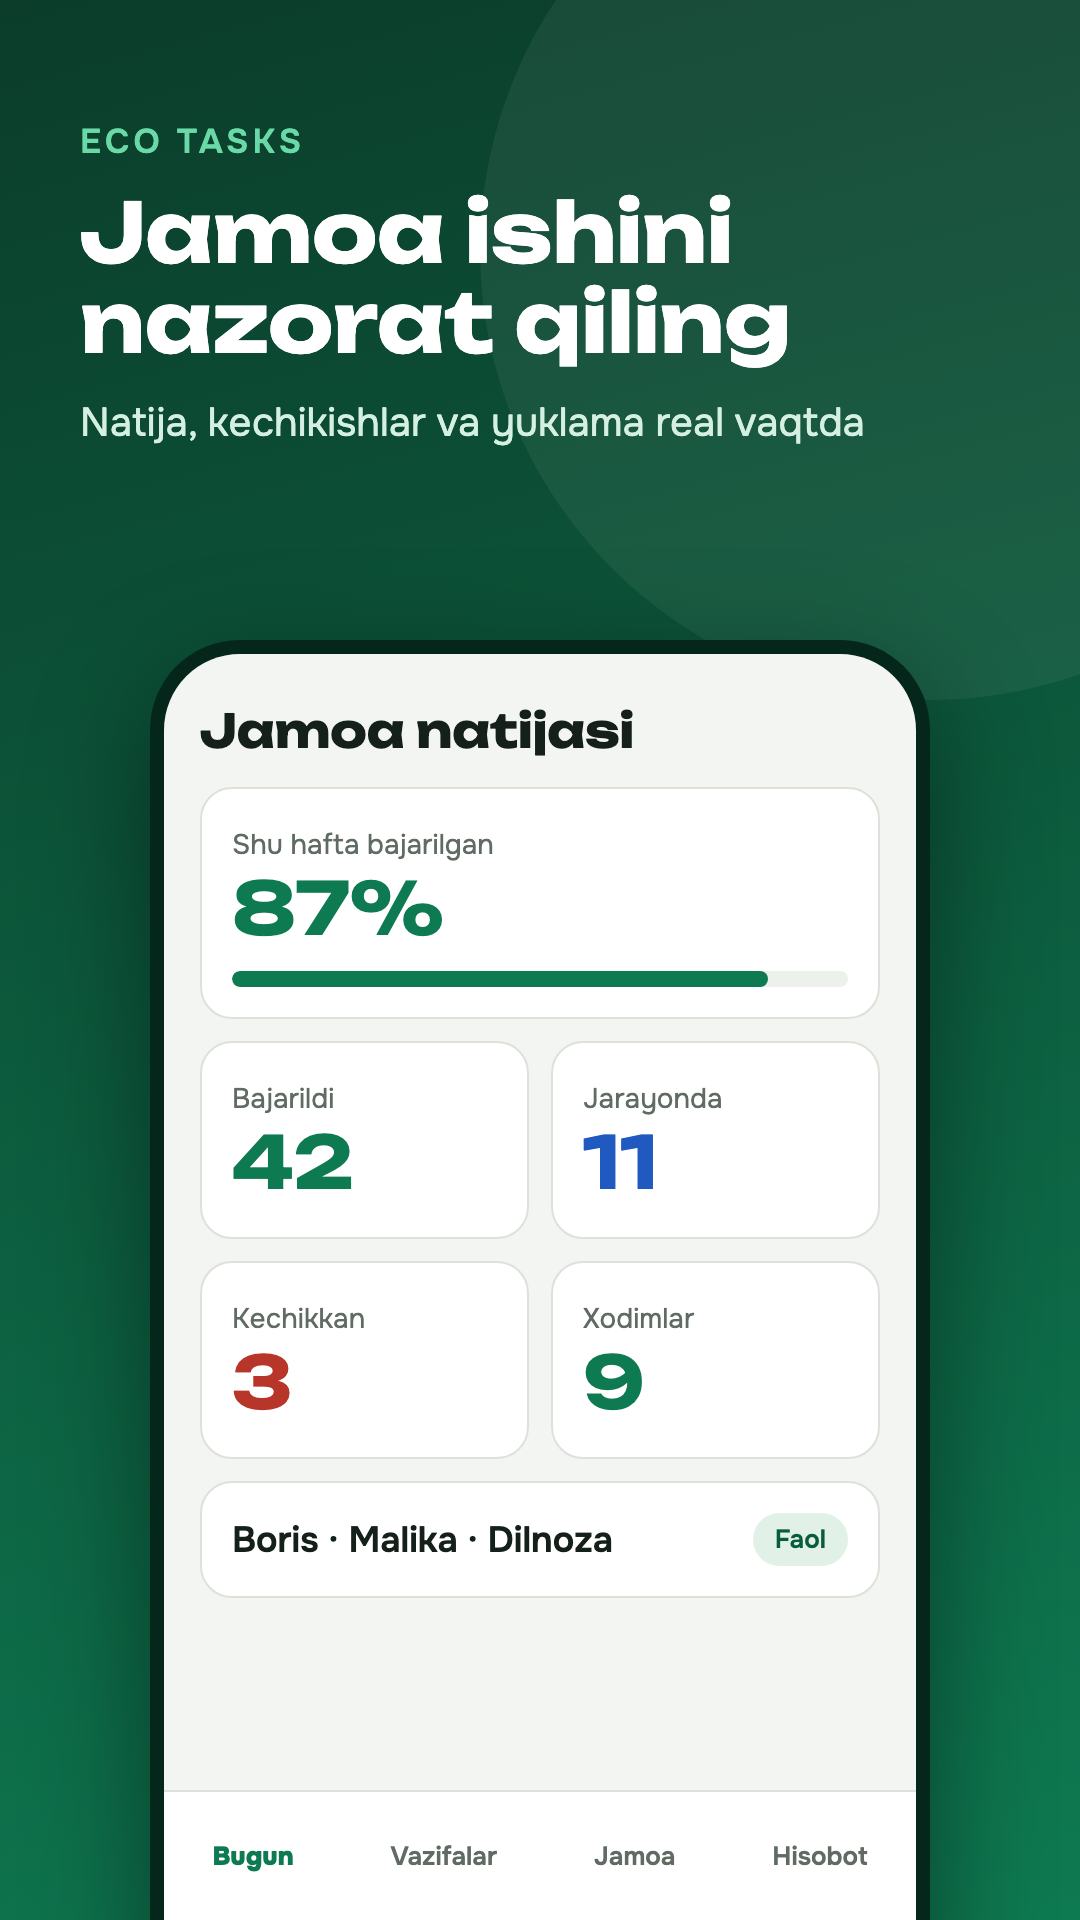 ECO TASKS
Jamoa ishini
nazorat qiling
Natija, kechikishlar va yuklama real vaqtda
Jamoa natijasi
Shu hafta bajarilgan
87%
Bajarildi
42
Jarayonda
11
Kechikkan
3
Xodimlar
9
Boris · Malika · Dilnoza
Faol
Bugun
Vazifalar
Jamoa
Hisobot